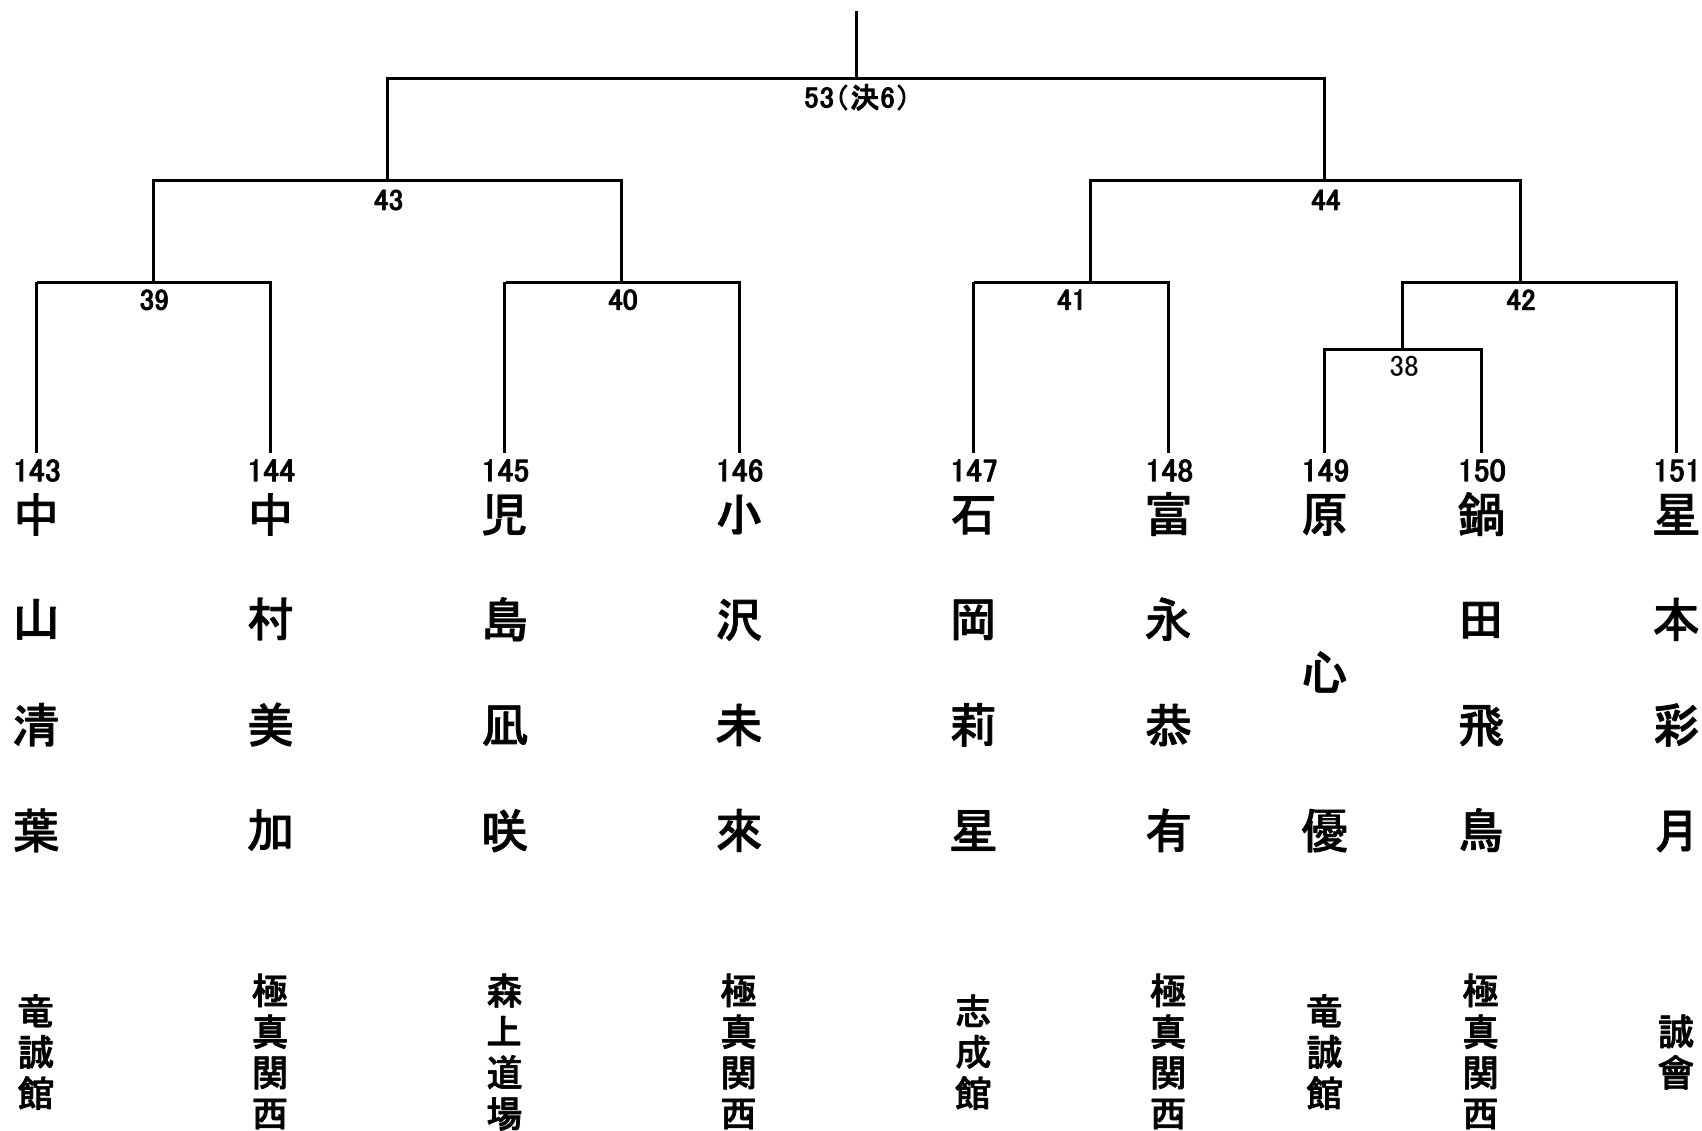 53(決6)
43
44
39
40
41
42
38
143
144
145
146
147
148
149
150
151
中山清葉
中村美加
児島凪咲
小沢未來
石岡莉星
富永恭有
原心優
鍋田飛鳥
星本彩月
竜誠館
極真関西
森上道場
極真関西
志成館
極真関西
竜誠館
極真関西
誠會